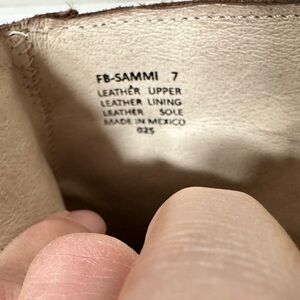 FB-SAMMI 7
LEATHER UPPER
LEATHER LINING
LEATHER SOLE
MADE IN MEXICO
025